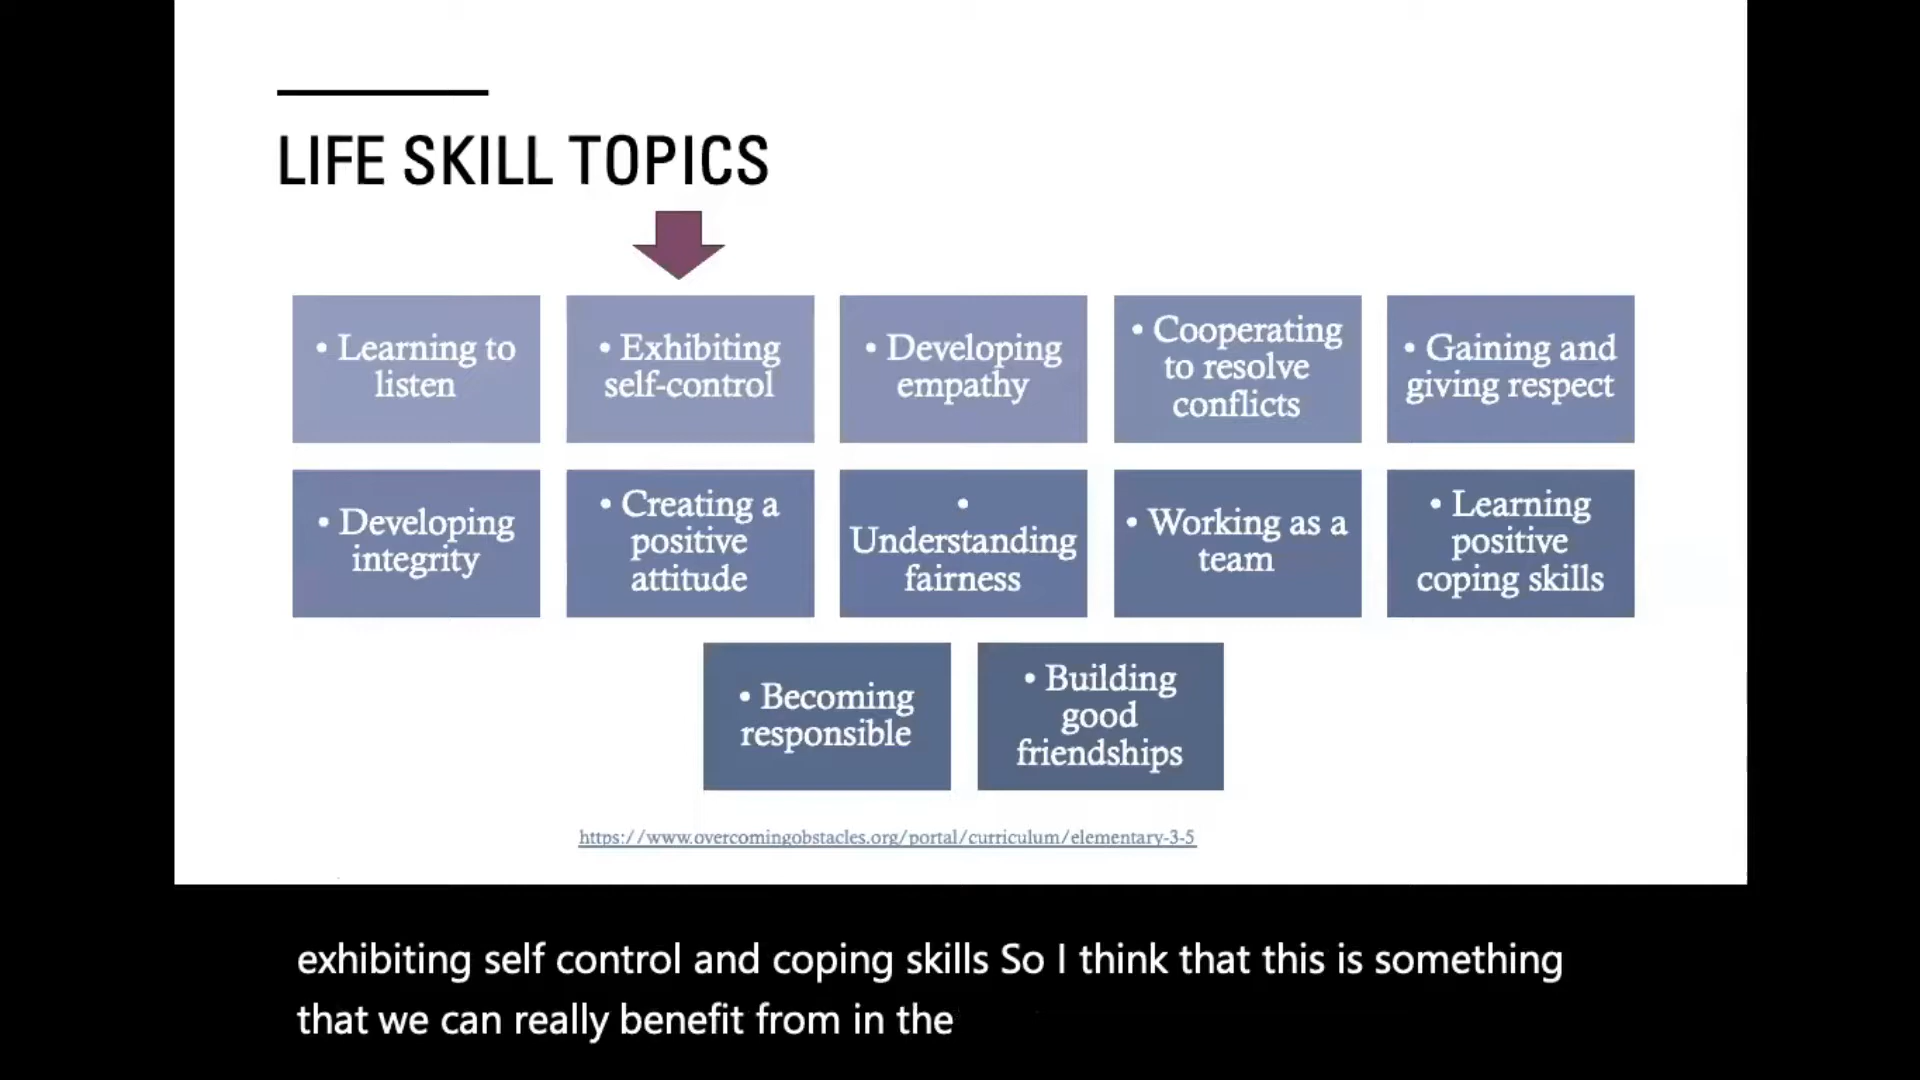 LIFE SKILL TOPICS
• Learning to
listen
• Exhibiting
self-control
• Developing
empathy
• Cooperating
to resolve
conflicts
• Gaining and
giving respect
• Developing
integrity
• Creating a
positive
attitude
•
Understanding
fairness
• Working as a
team
• Learning
positive
coping skills
• Becoming
responsible
• Building
good
friendships
https://www.overcomingobstacles.org/portal/curriculum/elementary-3-5
exhibiting self control and coping skills So I think that this is something
that we can really benefit from in the